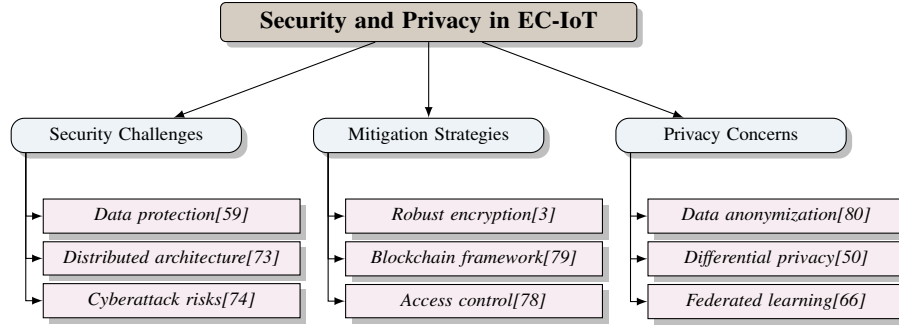 Security and Privacy in EC-IoT
Security Challenges
Data protection[59]
Distributed architecture[73]
Cyberattack risks[74]
Mitigation Strategies
Robust encryption[3]
Blockchain framework[79]
Access control[78]
Privacy Concerns
Data anonymization[80]
Differential privacy[50]
Federated learning[66]